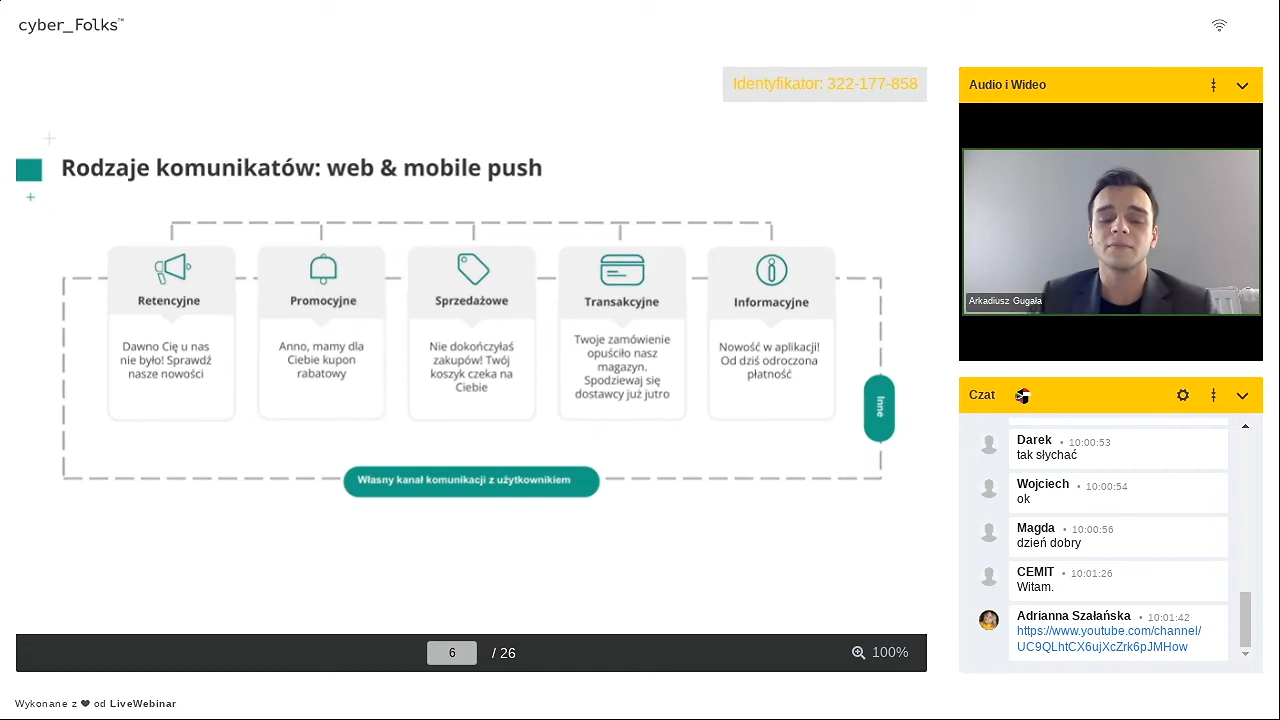 cyber_Folks™
Identyfikator: 322-177-858
Rodzaje komunikatów: web & mobile push
Retencyjne
Dawno Cię u nas
nie było! Sprawdź
nasze nowości
Promocyjne
Anno, mamy dla
Ciebie kupon
rabatowy
Sprzedażowe
Nie dokończyłaś
zakupów! Twój
koszyk czeka na
Ciebie
Transakcyjne
Twoje zamówienie
opuściło nasz
magazyn.
Spodziewaj się
dostawcy już jutro
Informacyjne
Nowość w aplikacji!
Od dziś odroczona
płatność
Inne
Własny kanał komunikacji z użytkownikiem
6 / 26
100%
Wykonane z ❤ od LiveWebinar
Audio i Wideo
Arkadiusz Gugała
Czat
Darek • 10:00:53
tak słychać
Wojciech • 10:00:54
ok
Magda • 10:00:56
dzień dobry
CEMIT • 10:01:26
Witam.
Adrianna Szałańska • 10:01:42
https://www.youtube.com/channel/
UC9QLhtCX6ujXcZrk6pJMHow